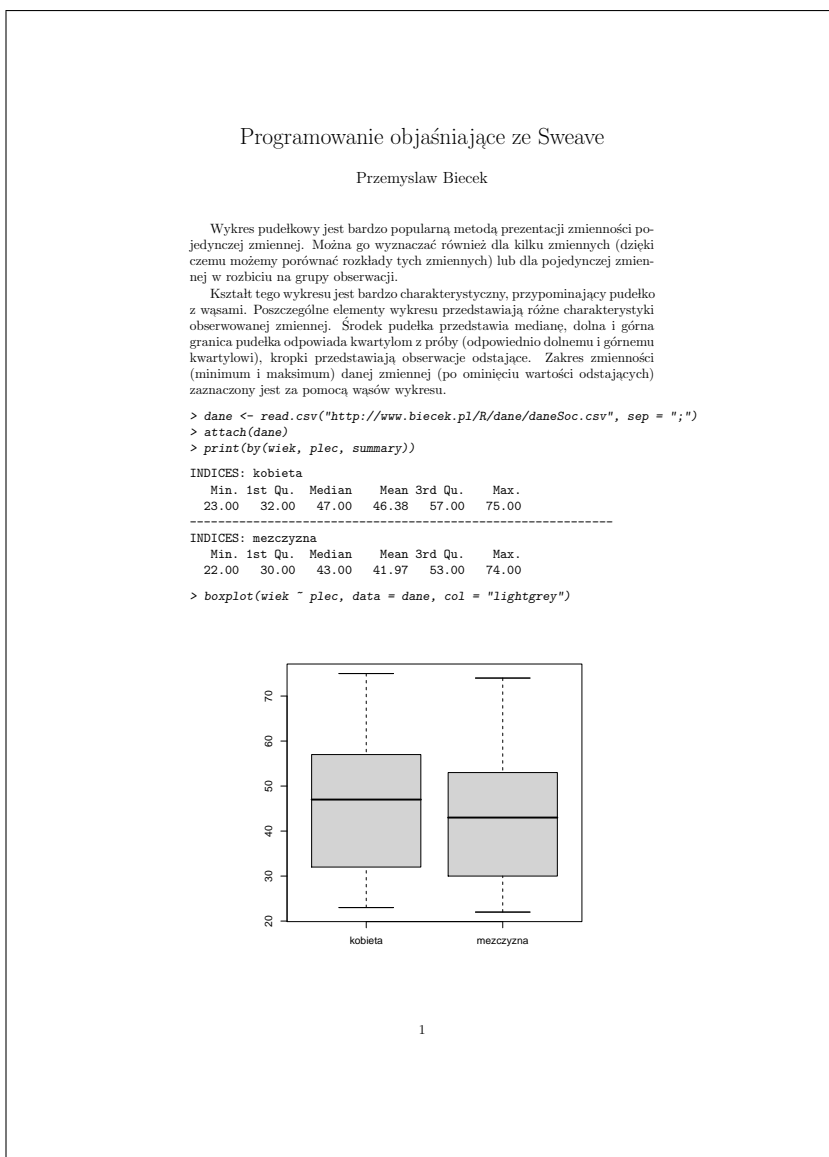 Programowanie objaśniające ze Sweave
Przemyslaw Biecek
Wykres pudełkowy jest bardzo popularną metodą prezentacji zmienności po-
jedynczej zmiennej. Można go wyznaczać również dla kilku zmiennych (dzięki
czemu możemy porównać rozkłady tych zmiennych) lub dla pojedynczej zmien-
nej w rozbiciu na grupy obserwacji.
Kształt tego wykresu jest bardzo charakterystyczny, przypominający pudełko
z wąsami. Poszczególne elementy wykresu przedstawiają różne charakterystyki
obserwowanej zmiennej. Środek pudełka przedstawia medianę, dolna i górna
granica pudełka odpowiada kwartylom z próby (odpowiednio dolnemu i górnemu
kwartylowi), kropki przedstawiają obserwacje odstające. Zakres zmienności
(minimum i maksimum) danej zmiennej (po ominięciu wartości odstających)
zaznaczony jest za pomocą wąsów wykresu.
> dane <- read.csv("http://www.biecek.pl/R/dane/daneSoc.csv", sep = ";")
> attach(dane)
> print(by(wiek, plec, summary))
INDICES: kobieta
Min. 1st Qu. Median Mean 3rd Qu. Max.
23.00 32.00 47.00 46.38 57.00 75.00
------------------------------------------------------------
INDICES: mezczyzna
Min. 1st Qu. Median Mean 3rd Qu. Max.
22.00 30.00 43.00 41.97 53.00 74.00
> boxplot(wiek ~ plec, data = dane, col = "lightgrey")
70
60
50
40
30
20
kobieta mezczyzna
1